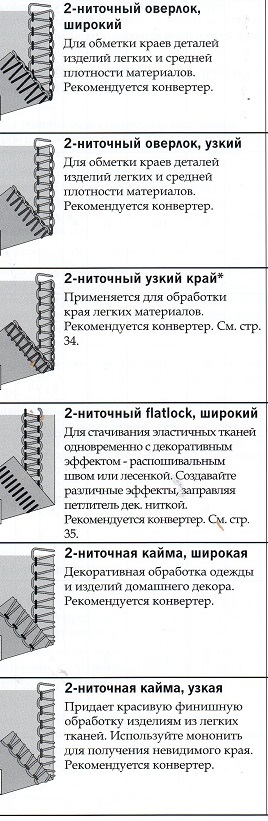 2-ниточный оверлок,
широкий
Для обметки краев деталей
изделий легких и средней
плотности материалов.
Рекомендуется конвертер.
2-ниточный оверлок, узкий
Для обметки краев деталей
изделий легких и средней
плотности материалов.
Рекомендуется конвертер.
2-ниточный узкий край*
Применяется для обработки
края легких материалов.
Рекомендуется конвертер. См. стр.
34.
2-ниточный flatlock, широкий
Для стачивания эластичных тканей
одновременно с декоративным
эффектом - распошивальным
швом или лесенкой. Создавайте
различные эффекты, заправляя
петлитель дек. ниткой.
Рекомендуется конвертер. См. стр.
35.
2-ниточная кайма, широкая
Декоративная обработка одежды
и изделий домашнего декора.
Рекомендуется конвертер.
2-ниточная кайма, узкая
Придает красивую финишную
обработку изделиям из легких
тканей. Используйте мононить
для получения невидимого края.
Рекомендуется конвертер.